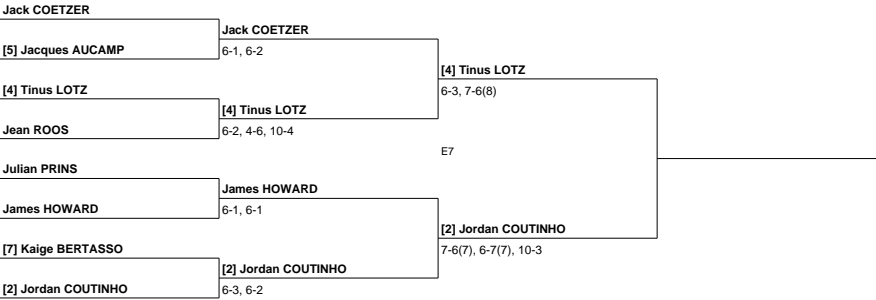 Jack COETZER
[5] Jacques AUCAMP
[4] Tinus LOTZ
Jean ROOS
Julian PRINS
James HOWARD
[7] Kaige BERTASSO
[2] Jordan COUTINHO
Jack COETZER
6-1, 6-2
[4] Tinus LOTZ
6-2, 4-6, 10-4
James HOWARD
6-1, 6-1
[2] Jordan COUTINHO
6-3, 6-2
[4] Tinus LOTZ
6-3, 7-6(8)
E7
[2] Jordan COUTINHO
7-6(7), 6-7(7), 10-3